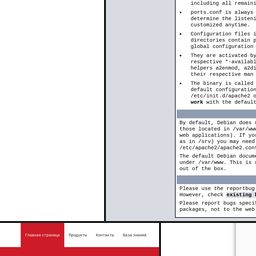 including all remaini
ports.conf is always
determine the listeni
customized anytime.
Configuration files i
directories contain p
global configuration
They are activated by
respective *-availabl
helpers a2enmod, a2di
their respective man
The binary is called
default configuration
/etc/init.d/apache2 o
work with the default
By default, Debian does n
those located in /var/www
web applications). If you
as in /srv) you may need
/etc/apache2/apache2.conf
The default Debian docume
under /var/www. This is d
out of the box.
Please use the reportbug
However, check existing b
Please report bugs specif
packages, not to the web
Главная страница Продукты Контакты База знаний